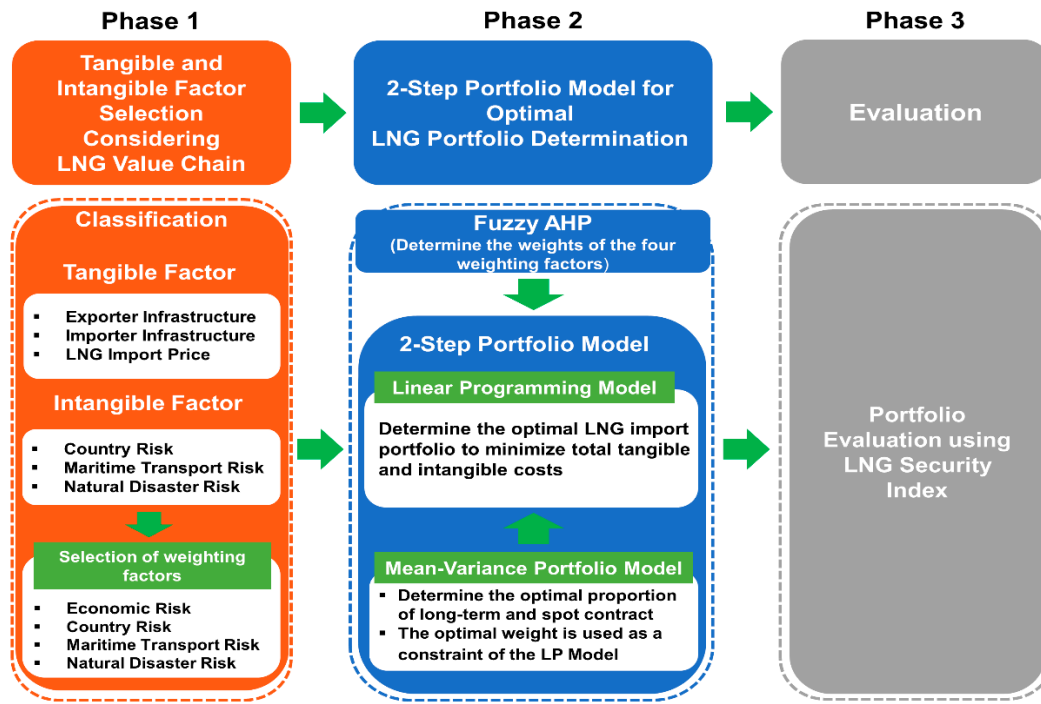 Phase 1
Phase 2
Phase 3
Tangible and
Intangible Factor
Selection
Considering
LNG Value Chain
2-Step Portfolio Model for
Optimal
LNG Portfolio Determination
Evaluation
Classification
Tangible Factor
▪ Exporter Infrastructure
▪ Importer Infrastructure
▪ LNG Import Price
Intangible Factor
▪ Country Risk
▪ Maritime Transport Risk
▪ Natural Disaster Risk
Selection of weighting
factors
▪ Economic Risk
▪ Country Risk
▪ Maritime Transport Risk
▪ Natural Disaster Risk
Fuzzy AHP
(Determine the weights of the four
weighting factors)
2-Step Portfolio Model
Linear Programming Model
Determine the optimal LNG import
portfolio to minimize total tangible
and intangible costs
Mean-Variance Portfolio Model
▪ Determine the optimal proportion
of long-term and spot contract
▪ The optimal weight is used as a
constraint of the LP Model
Portfolio
Evaluation using
LNG Security
Index